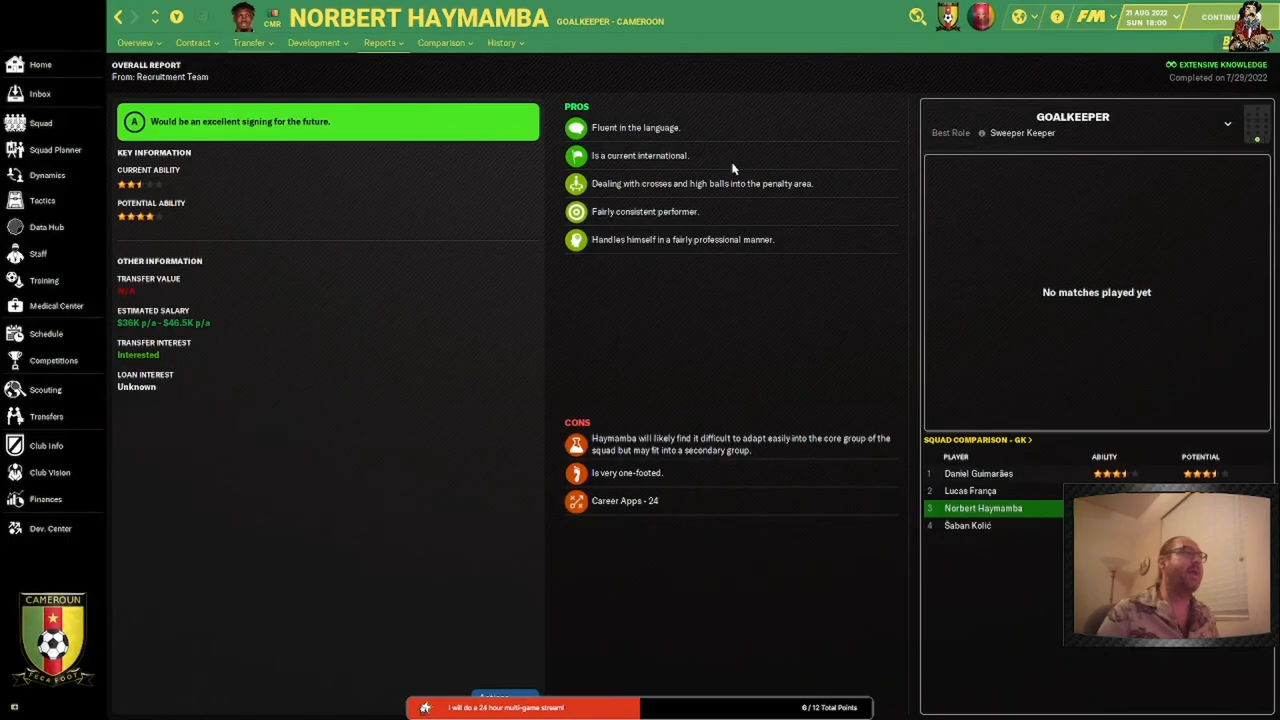 CMR
NORBERT HAYMAMBA
GOALKEEPER - CAMEROON
FM
21 AUG 2022
SUN 18:00
Overview
Contract
Transfer
Development
Reports
Comparison
History
OVERALL REPORT
From: Recruitment Team
EXTENSIVE KNOWLEDGE
Completed on 7/29/2022
Home
Inbox
Squad
Squad Planner
Dynamics
Tactics
Data Hub
Staff
Training
Medical Center
Schedule
Competitions
Scouting
Transfers
Club Info
Club Vision
Finances
Dev. Center
CAMEROUN
FECAFOOT
A Would be an excellent signing for the future.
KEY INFORMATION
CURRENT ABILITY
POTENTIAL ABILITY
OTHER INFORMATION
TRANSFER VALUE
N/A
ESTIMATED SALARY
$36K p/a - $46.5K p/a
TRANSFER INTEREST
Interested
LOAN INTEREST
Unknown
PROS
Fluent in the language.
Is a current international.
Dealing with crosses and high balls into the penalty area.
Fairly consistent performer.
Handles himself in a fairly professional manner.
CONS
Haymamba will likely find it difficult to adapt easily into the core group of the
squad but may fit into a secondary group.
Is very one-footed.
Career Apps - 24
GOALKEEPER
Best Role Sweeper Keeper
No matches played yet
SQUAD COMPARISON - GK >
PLAYER ABILITY POTENTIAL
1 Daniel Guimarães
2 Lucas França
3 Norbert Haymamba
4 Šaban Kolić
I will do a 24 hour multi-game stream!
6 / 12 Total Points